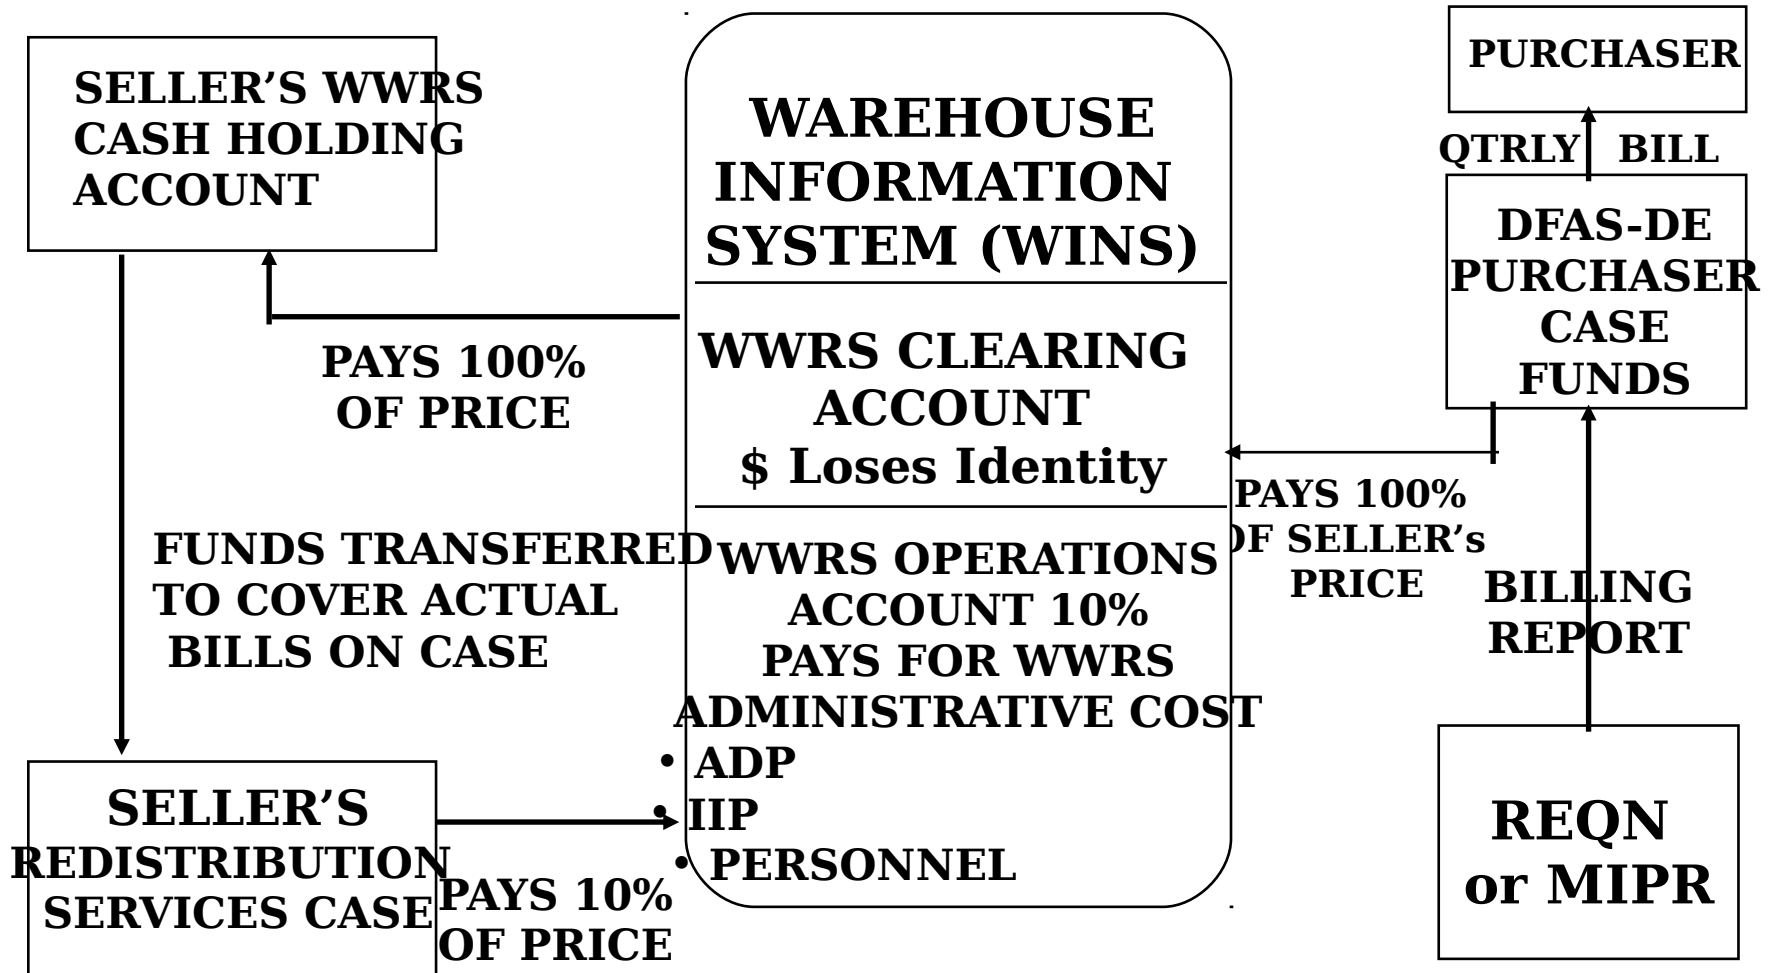 SELLER’S WWRS
CASH HOLDING
ACCOUNT
PAYS 100%
OF PRICE
FUNDS TRANSFERRED
TO COVER ACTUAL
BILLS ON CASE
SELLER’S
REDISTRIBUTION
SERVICES CASE
PAYS 10%
OF PRICE
WAREHOUSE
INFORMATION
SYSTEM (WINS)
WWRS CLEARING
ACCOUNT
$ Loses Identity
WWRS OPERATIONS
ACCOUNT 10%
PAYS FOR WWRS
ADMINISTRATIVE COST
• ADP
• IIP
• PERSONNEL
PURCHASER
QTRLY BILL
DFAS-DE
PURCHASER
CASE
FUNDS
PAYS 100%
OF SELLER’s
PRICE
BILLING
REPORT
REQN
or MIPR